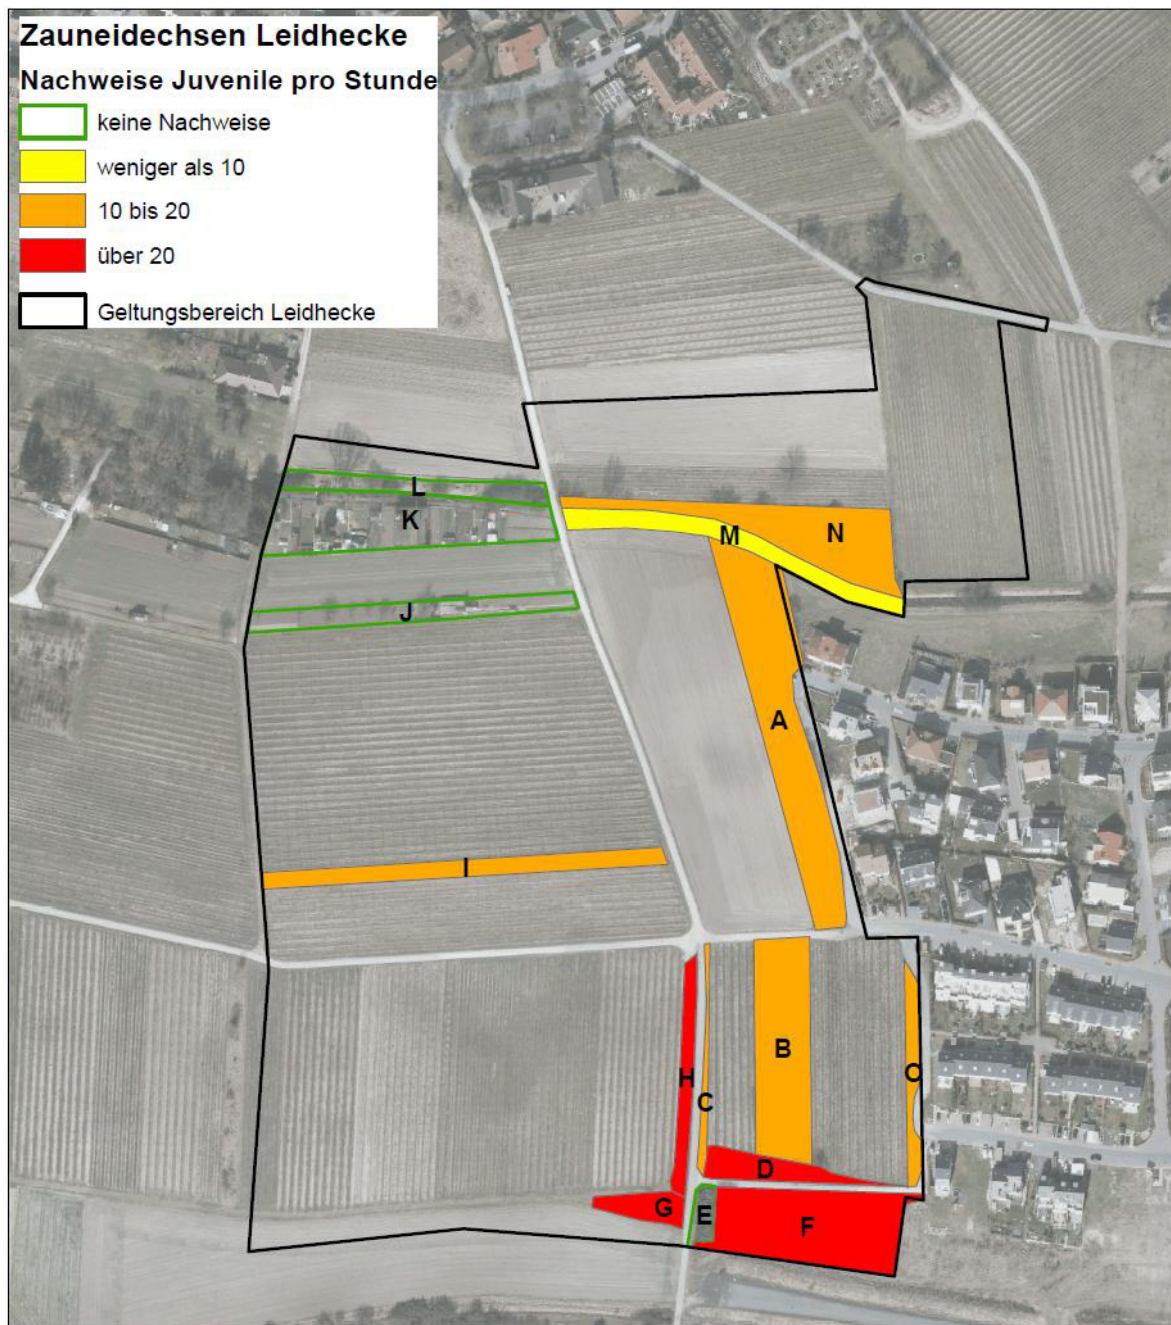 Zauneidechsen Leidhecke
Nachweise Juvenile pro Stunde
keine Nachweise
weniger als 10
10 bis 20
über 20
Geltungsbereich Leidhecke
L
K
M
N
J
A
I
B
H
C
O
D
G
E
F